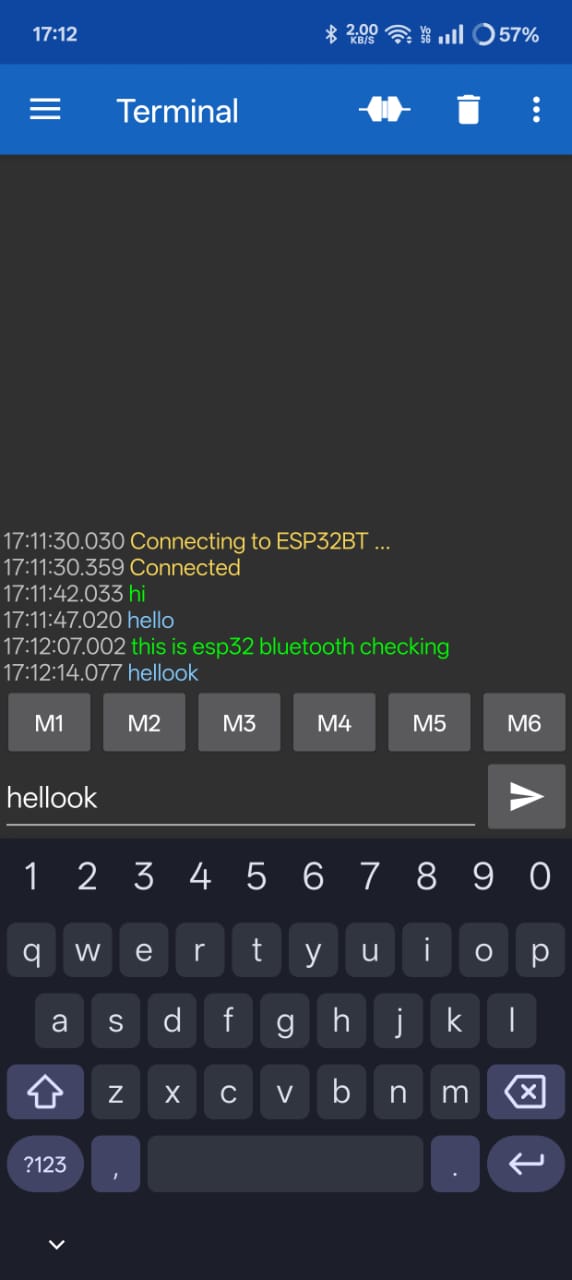 17:12 2.00 KB/S Vo 5G 57%
Terminal
17:11:30.030 Connecting to ESP32BT ...
17:11:30.359 Connected
17:11:42.033 hi
17:11:47.020 hello
17:12:07.002 this is esp32 bluetooth checking
17:12:14.077 hellook
M1 M2 M3 M4 M5 M6
hellook
1 2 3 4 5 6 7 8 9 0
q w e r t y u i o p
a s d f g h j k l
z x c v b n m
?123 , .